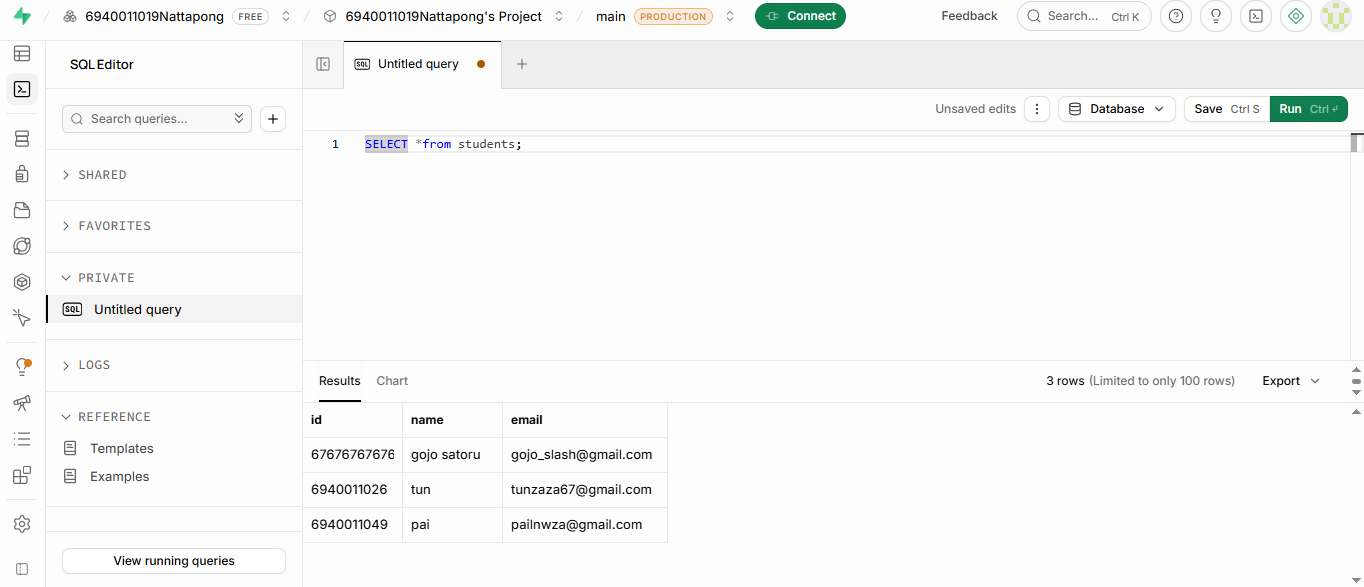 6940011019Nattapong FREE 6940011019Nattapong's Project main PRODUCTION Connect Feedback Search... Ctrl K
SQL Editor
SQL Untitled query
Search queries...
Unsaved edits Database Save Ctrl S Run Ctrl ↵
1 SELECT *from students;
SHARED
FAVORITES
PRIVATE
SQL Untitled query
LOGS
REFERENCE
Templates
Examples
View running queries
Results Chart 3 rows (Limited to only 100 rows) Export
id name email
67676767676 gojo satoru gojo_slash@gmail.com
6940011026 tun tunzaza67@gmail.com
6940011049 pai pailnwza@gmail.com